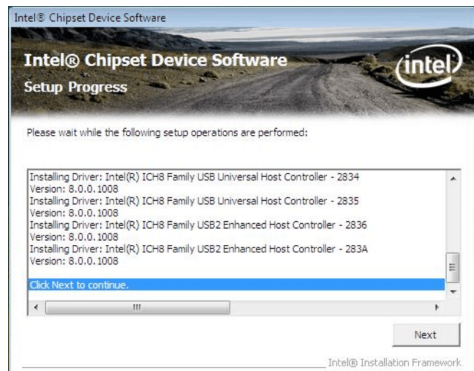 Intel® Chipset Device Software
Intel® Chipset Device Software
intel
Setup Progress
Please wait while the following setup operations are performed:
Installing Driver: Intel(R) ICH8 Family USB Universal Host Controller - 2834
Version: 8.0.0.1008
Installing Driver: Intel(R) ICH8 Family USB Universal Host Controller - 2835
Version: 8.0.0.1008
Installing Driver: Intel(R) ICH8 Family USB2 Enhanced Host Controller - 2836
Version: 8.0.0.1008
Installing Driver: Intel(R) ICH8 Family USB2 Enhanced Host Controller - 283A
Version: 8.0.0.1008
Click Next to continue.
Next
Intel® Installation Framework